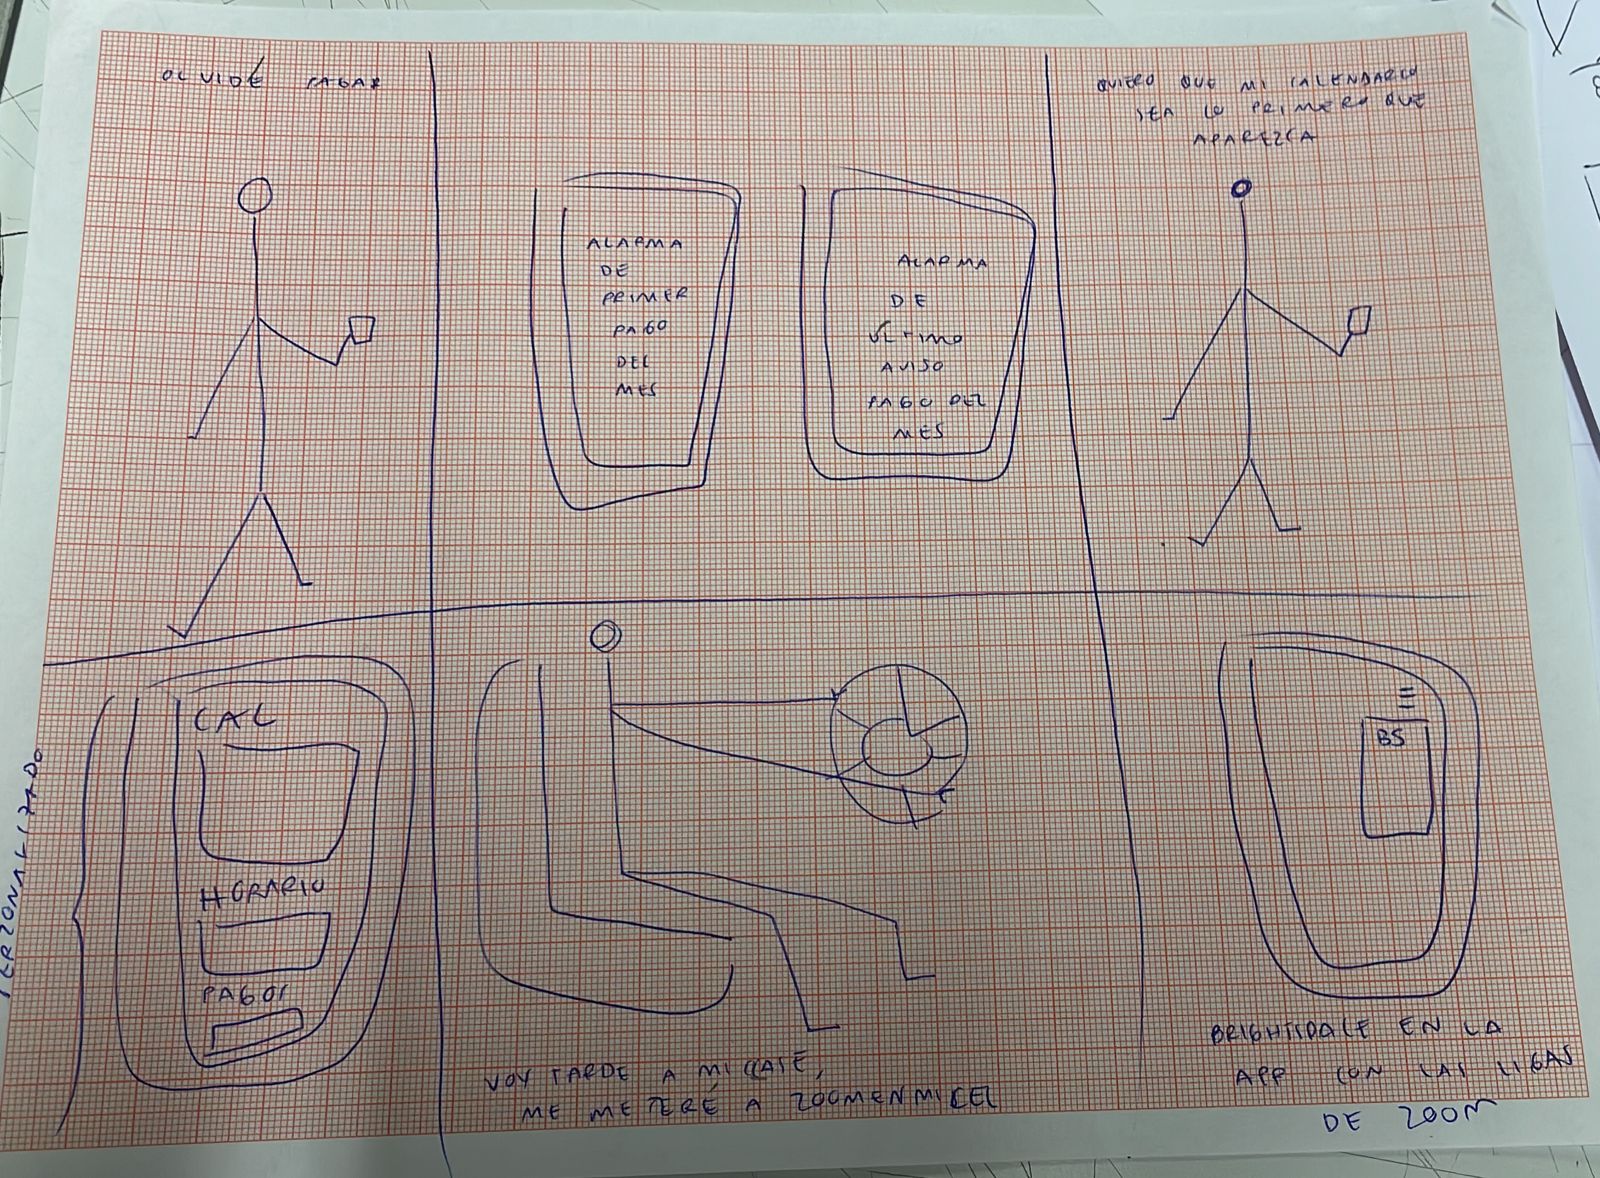 OLVIDÉ PAGAR
ALARMA
DE
PRIMER
PAGO
DEL
MES
ALARMA
DE
ÚLTIMO
AVISO
PAGO DEL
MES
QUIERO QUE MI CALENDARIO
SEA LO PRIMERO QUE
APAREZCA
PERZONALIZADO
CAL
HORARIO
PAGOS
VOY TARDE A MI CLASE,
ME METERÉ A ZOOM EN MI CEL
BS
BRIGHTIDALE EN LA
APP CON LAS LIGAS
DE ZOOM